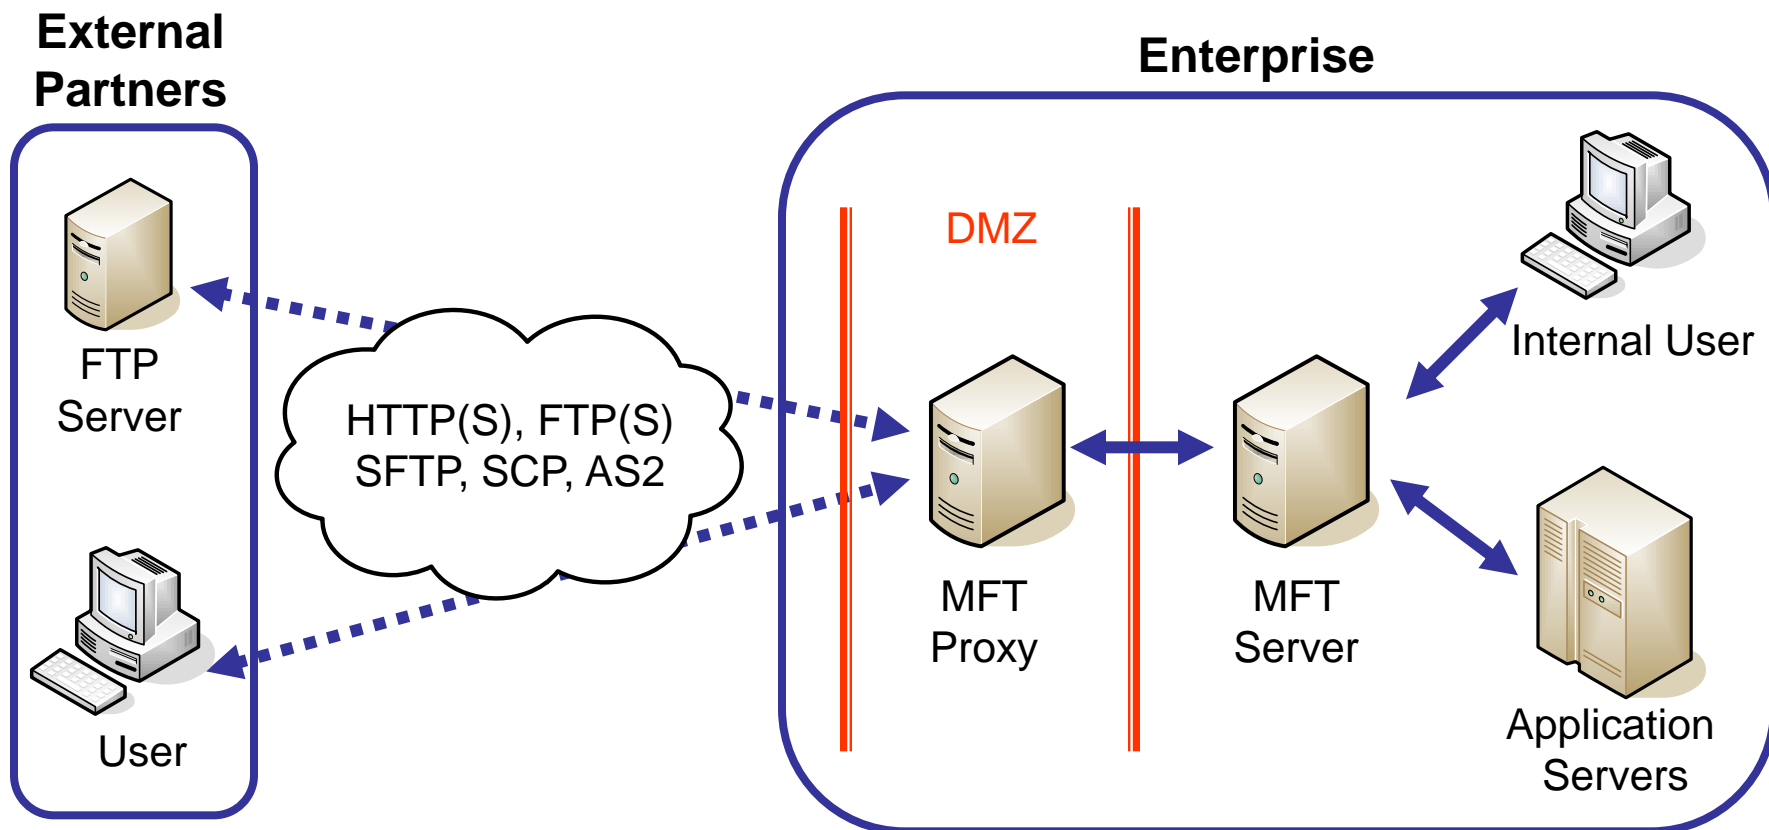 External
Partners
Enterprise
FTP
Server
User
HTTP(S), FTP(S)
SFTP, SCP, AS2
DMZ
MFT
Proxy
MFT
Server
Internal User
Application
Servers